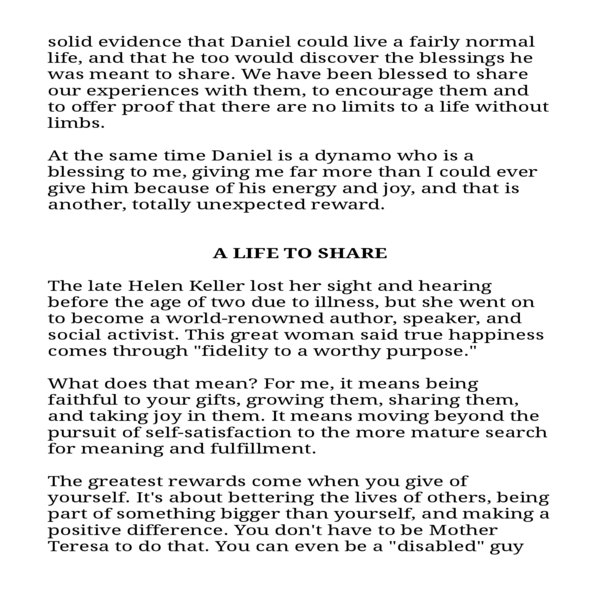 solid evidence that Daniel could live a fairly normal
life, and that he too would discover the blessings he
was meant to share. We have been blessed to share
our experiences with them, to encourage them and
to offer proof that there are no limits to a life without
limbs.
At the same time Daniel is a dynamo who is a
blessing to me, giving me far more than I could ever
give him because of his energy and joy, and that is
another, totally unexpected reward.
A LIFE TO SHARE
The late Helen Keller lost her sight and hearing
before the age of two due to illness, but she went on
to become a world-renowned author, speaker, and
social activist. This great woman said true happiness
comes through "fidelity to a worthy purpose."
What does that mean? For me, it means being
faithful to your gifts, growing them, sharing them,
and taking joy in them. It means moving beyond the
pursuit of self-satisfaction to the more mature search
for meaning and fulfillment.
The greatest rewards come when you give of
yourself. It's about bettering the lives of others, being
part of something bigger than yourself, and making a
positive difference. You don't have to be Mother
Teresa to do that. You can even be a "disabled" guy